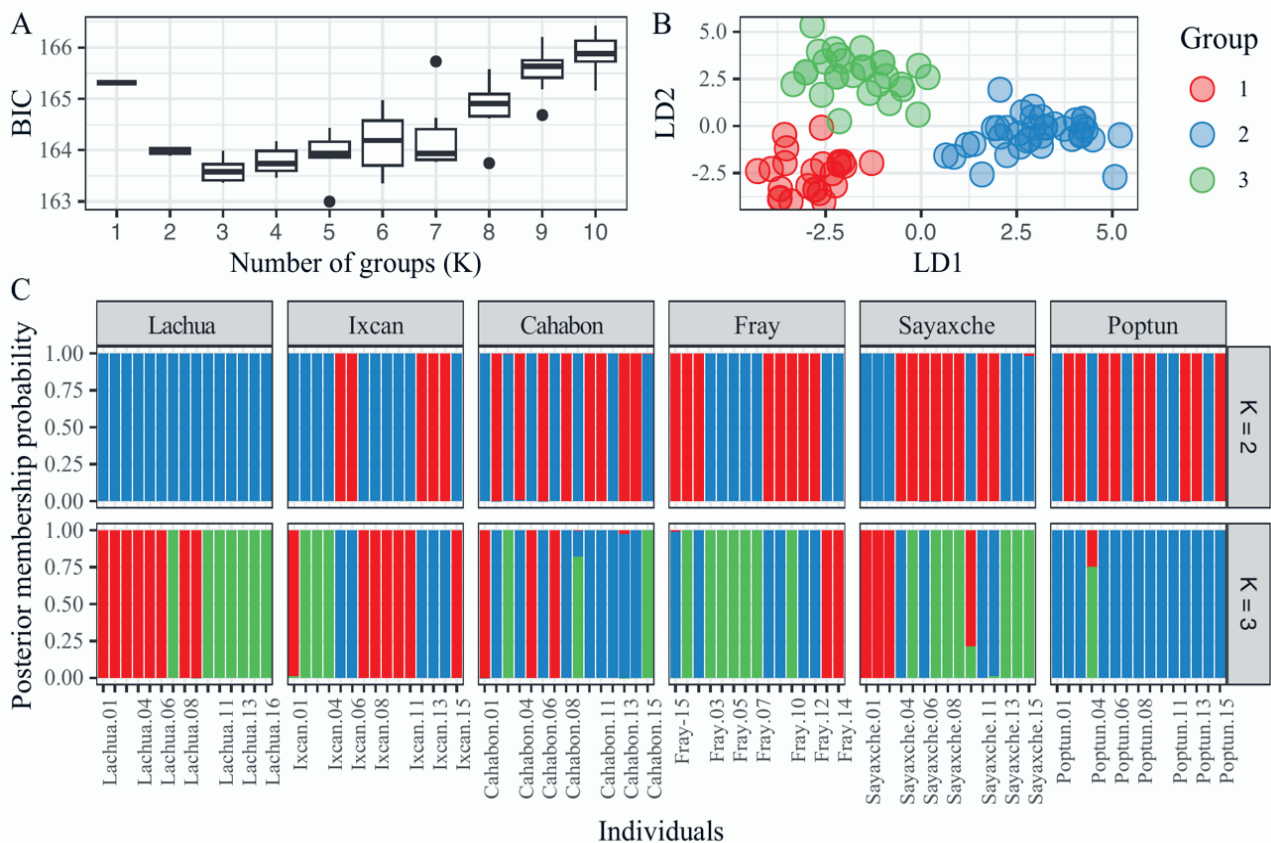 A
BIC
166
165
164
163
1 2 3 4 5 6 7 8 9 10
Number of groups (K)
B
LD2
5.0
2.5
0.0
-2.5
-2.5 0.0 2.5 5.0
LD1
Group
1
2
3
C
Posterior membership probability
Lachua Ixcan Cahabon Fray Sayaxche Poptun
1.00
0.75
0.50
0.25
0.00
K = 2
1.00
0.75
0.50
0.25
0.00
K = 3
Lachua.01
Lachua.04
Lachua.06
Lachua.08
Lachua.11
Lachua.13
Lachua.16
Ixcan.01
Ixcan.04
Ixcan.06
Ixcan.08
Ixcan.11
Ixcan.13
Ixcan.15
Cahabon.01
Cahabon.04
Cahabon.06
Cahabon.08
Cahabon.11
Cahabon.13
Cahabon.15
Fray-15
Fray.03
Fray.05
Fray.07
Fray.10
Fray.12
Fray.14
Sayaxche.01
Sayaxche.04
Sayaxche.06
Sayaxche.08
Sayaxche.11
Sayaxche.13
Sayaxche.15
Poptun.01
Poptun.04
Poptun.06
Poptun.08
Poptun.11
Poptun.13
Poptun.15
Individuals